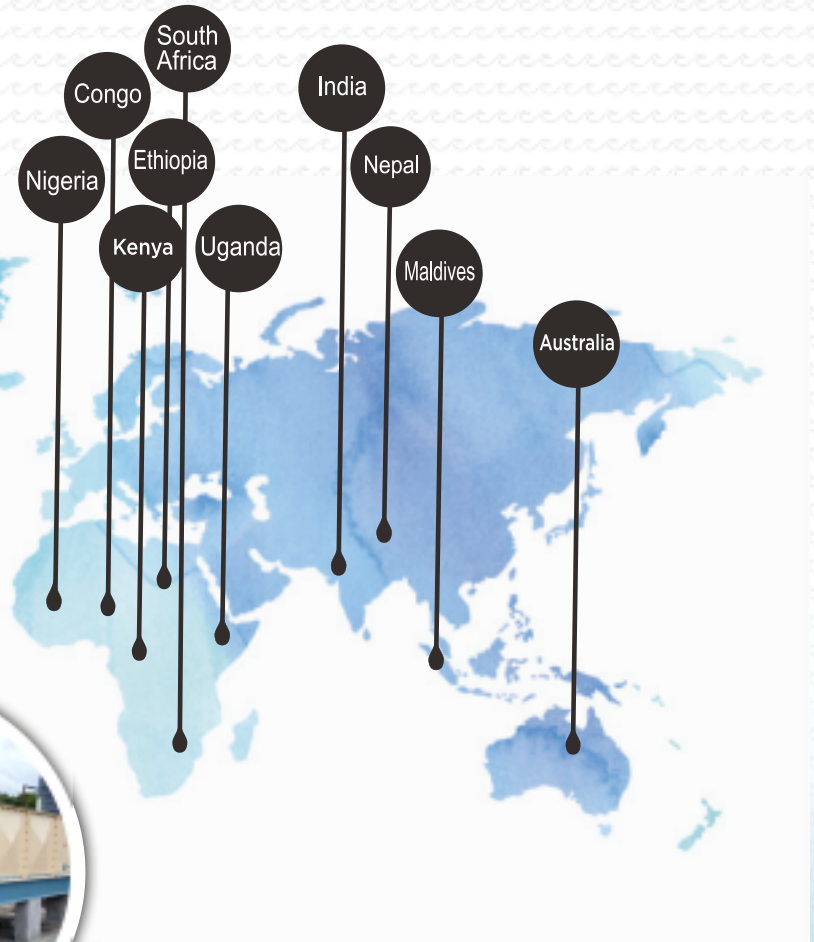 South
Africa
India
Congo
Ethiopia
Nepal
Nigeria
Kenya
Uganda
Maldives
Australia